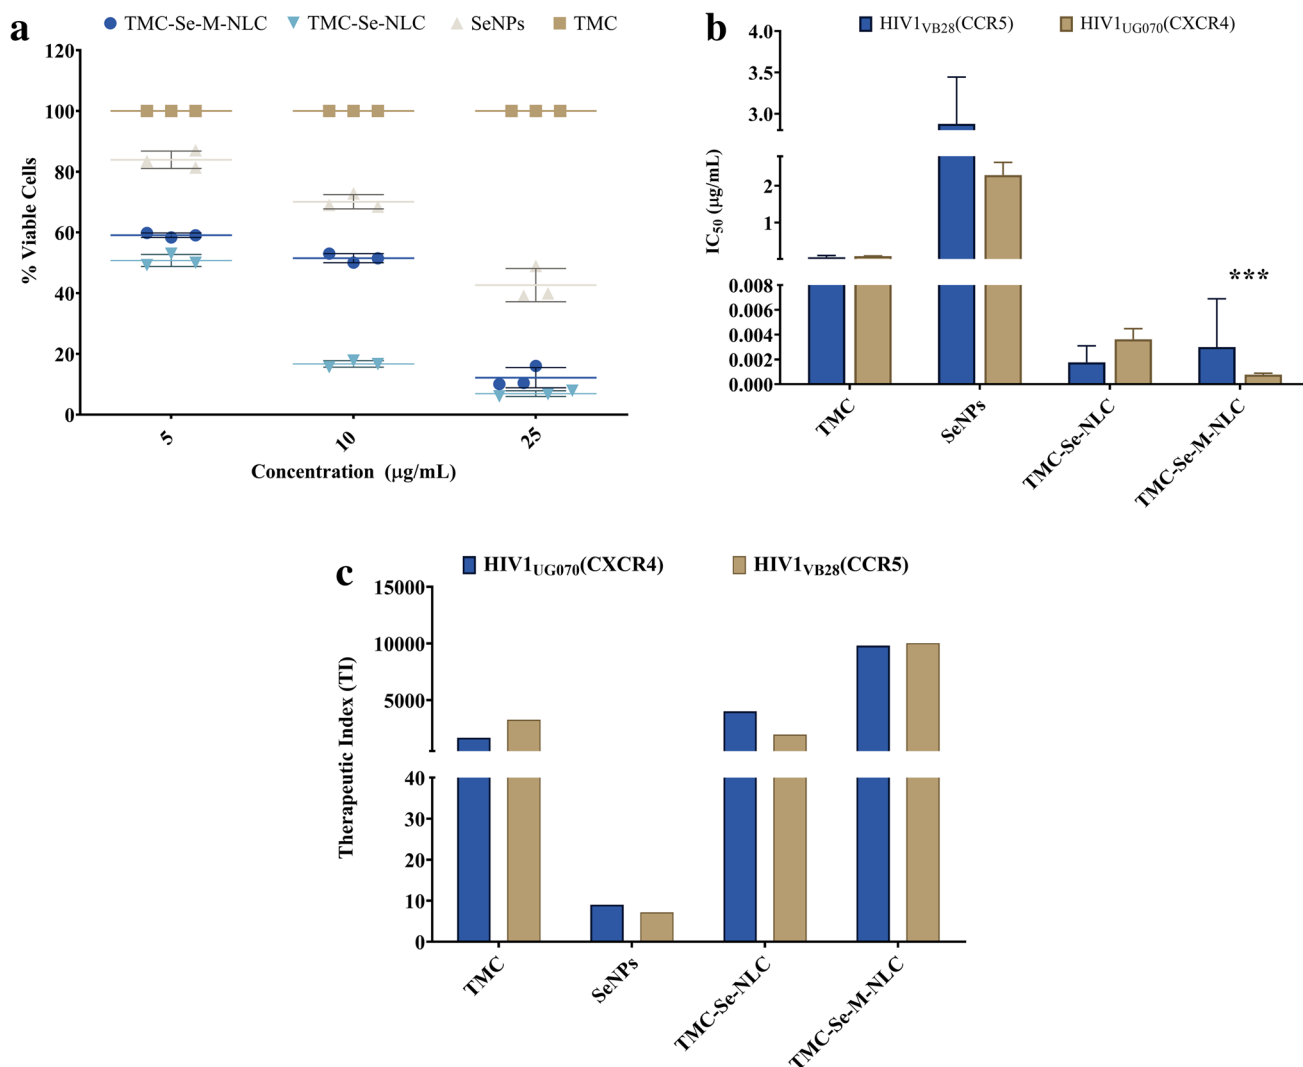 a
TMC-Se-M-NLC TMC-Se-NLC SeNPs TMC
120
100
80
60
40
20
0
% Viable Cells
5 10 25
Concentration (μg/mL)
b
HIV1VB28(CCR5) HIV1UG070(CXCR4)
4.0
3.5
3.0
2
1
0.008
0.006
0.004
0.002
0.000
IC50 (μg/mL)
***
TMC SeNPs TMC-Se-NLC TMC-Se-M-NLC
c
HIV1UG070(CXCR4) HIV1VB28(CCR5)
15000
10000
5000
40
30
20
10
0
Therapeutic Index (TI)
TMC SeNPs TMC-Se-NLC TMC-Se-M-NLC